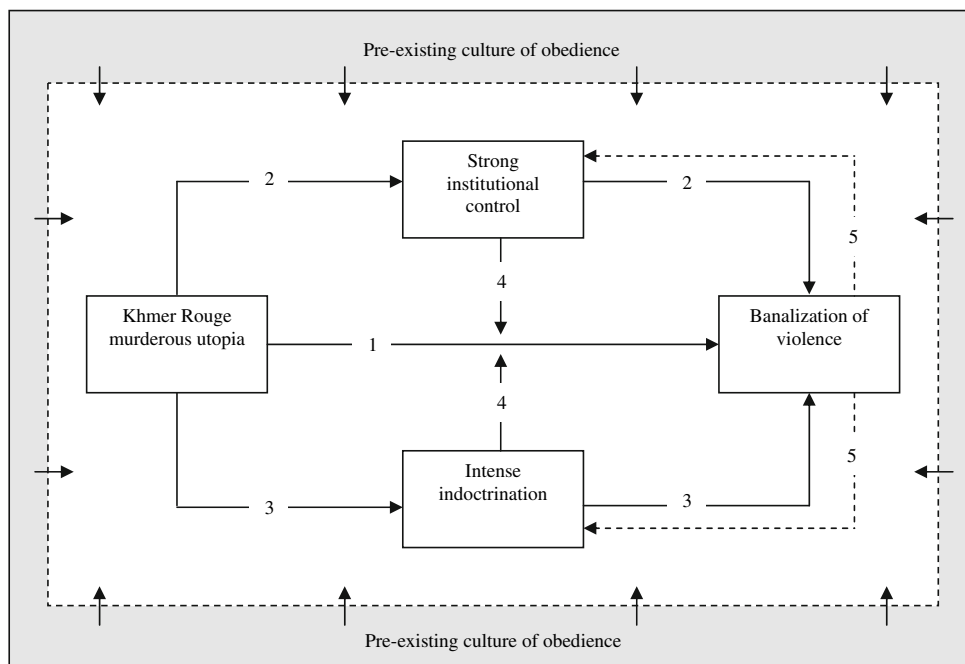 Pre-existing culture of obedience
Strong
institutional
control
2
2
5
4
Khmer Rouge
murderous utopia
1
Banalization of
violence
4
5
Intense
indoctrination
3
3
Pre-existing culture of obedience